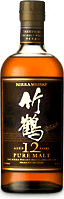 NIKKA WHISKY
竹鶴
AGED 12 YEARS
PURE MALT